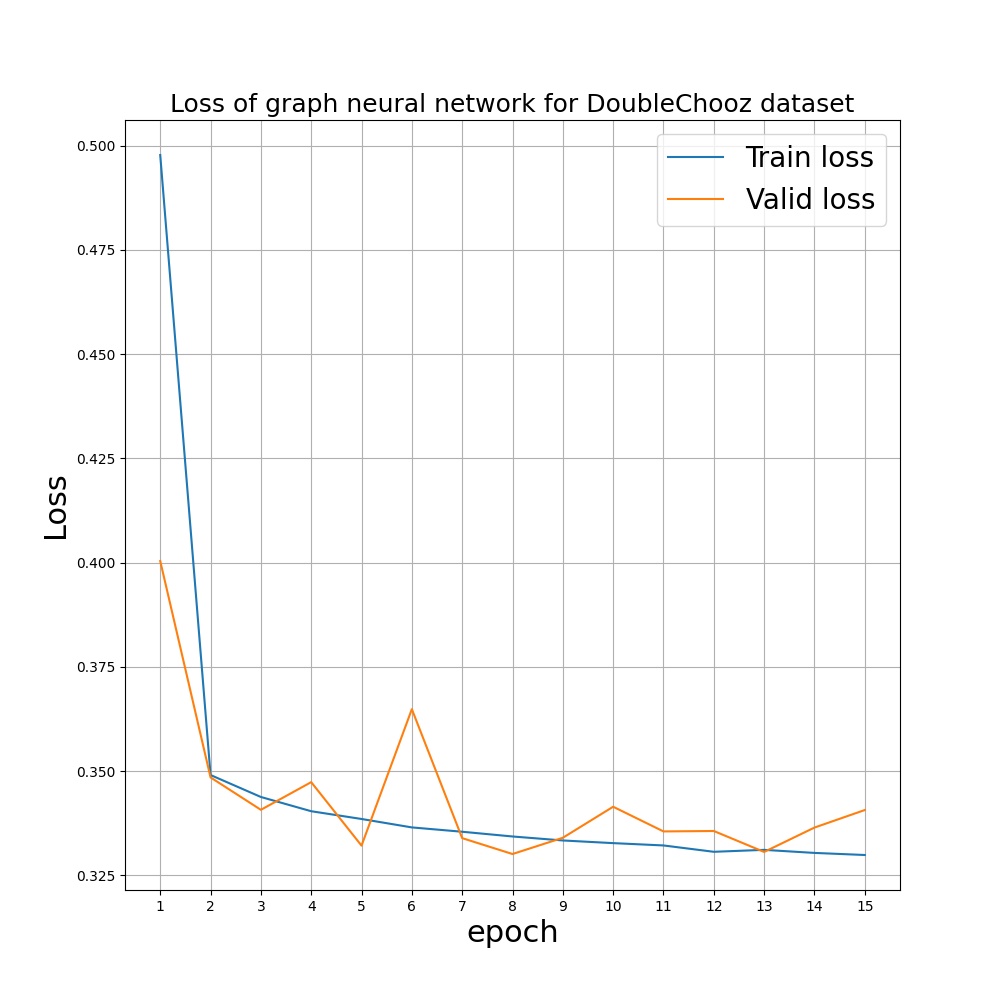 Loss of graph neural network for DoubleChooz dataset
Train loss
Valid loss
0.500
0.475
0.450
0.425
0.400
0.375
0.350
0.325
Loss
1 2 3 4 5 6 7 8 9 10 11 12 13 14 15
epoch